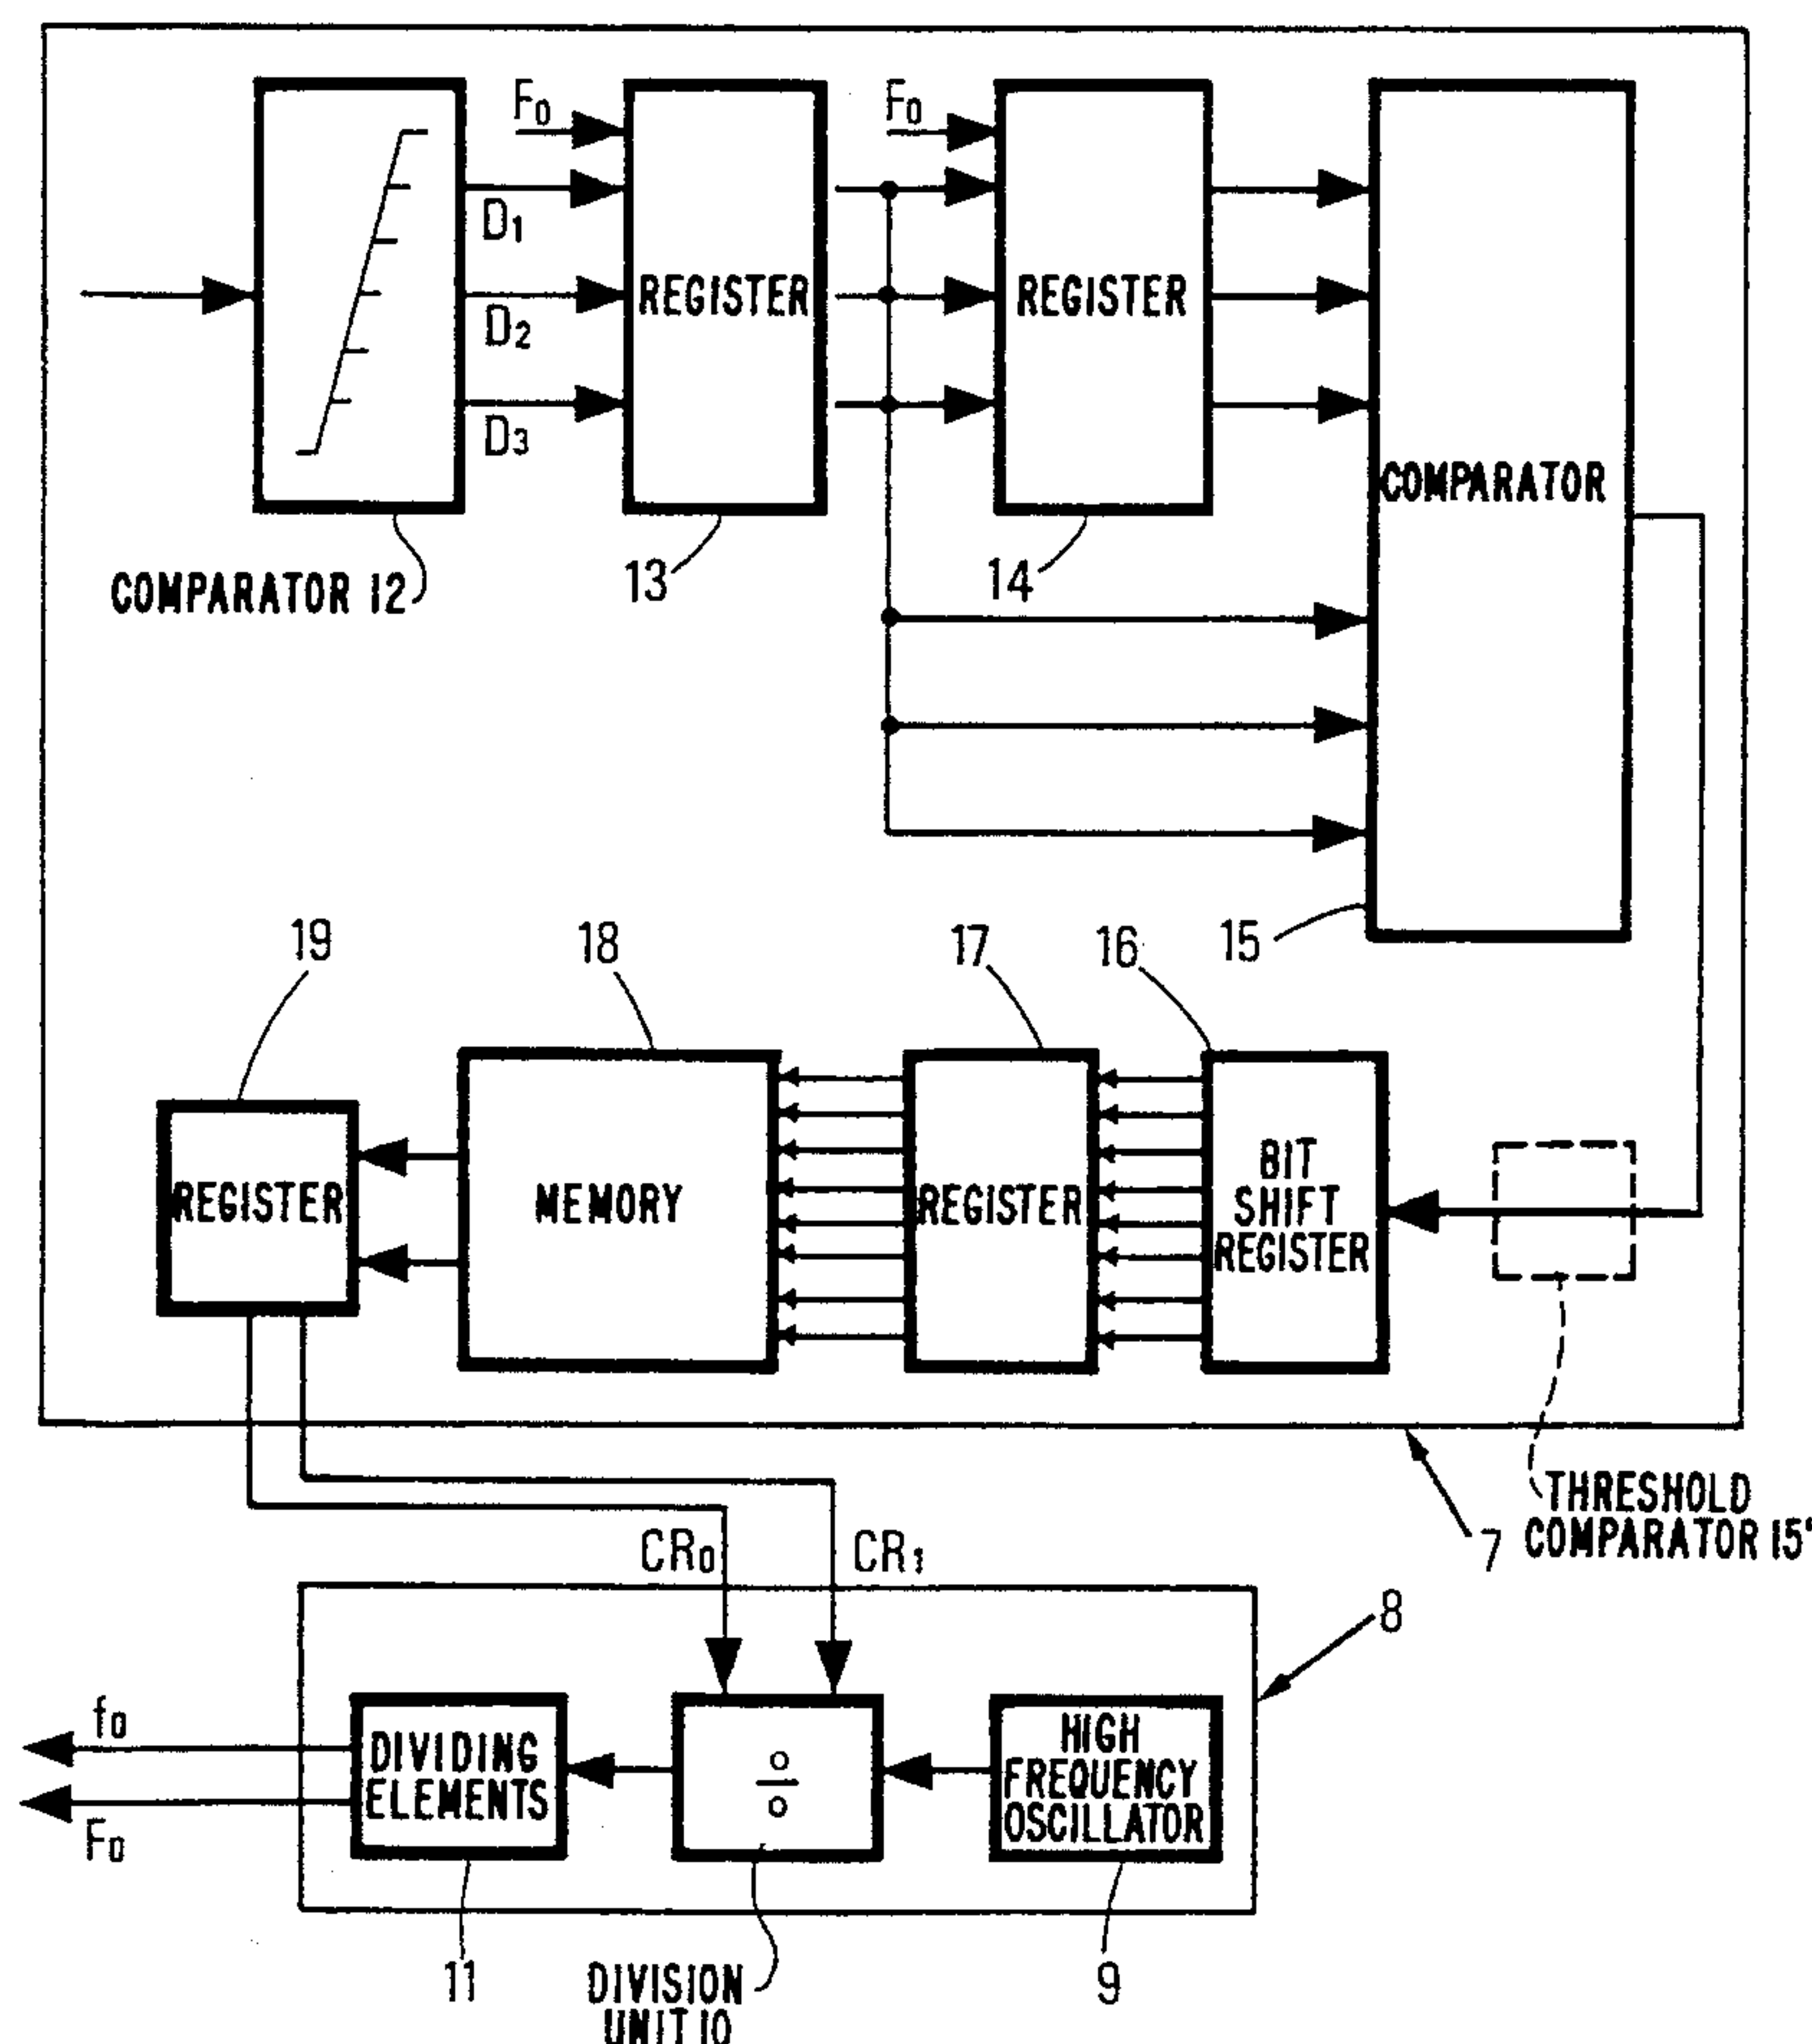 F0
F0
D1
D2
D3
REGISTER
REGISTER
COMPARATOR
COMPARATOR 12
13
14
15
19
18
17
16
REGISTER
MEMORY
REGISTER
BIT
SHIFT
REGISTER
THRESHOLD
COMPARATOR 15'
7
CR0
CR1
8
f0
F0
DIVIDING
ELEMENTS
÷
HIGH
FREQUENCY
OSCILLATOR
11
DIVISION
UNIT 10
9